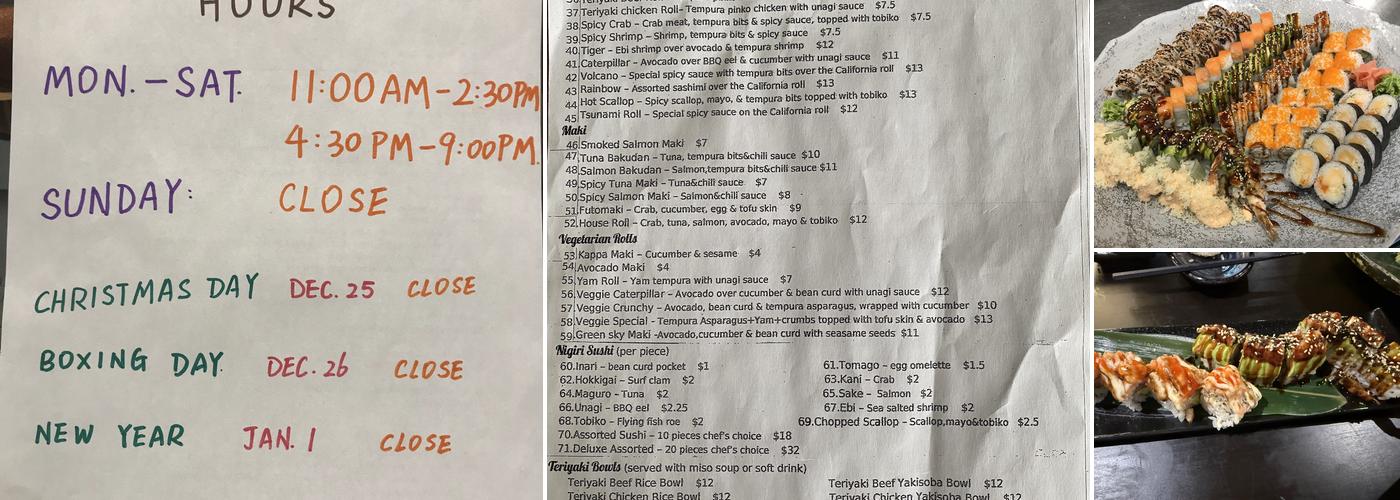 HOURS
MON. – SAT. 11:00 AM – 2:30PM
4:30 PM – 9:00PM.
SUNDAY: CLOSE
CHRISTMAS DAY DEC. 25 CLOSE
BOXING DAY. DEC. 26 CLOSE
NEW YEAR JAN. 1 CLOSE
37. Teriyaki chicken Roll- Tempura pinko chicken with unagi sauce $7.5
38. Spicy Crab – Crab meat, tempura bits & spicy sauce, topped with tobiko $7.5
39. Spicy Shrimp – Shrimp, tempura bits & spicy sauce $7.5
40. Tiger – Ebi shrimp over avocado & tempura shrimp $12
41. Caterpillar – Avocado over BBQ eel & cucumber with unagi sauce $11
42 Volcano – Special spicy sauce with tempura bits over the California roll $13
43 Rainbow – Assorted sashimi over the California roll $13
44 Hot Scallop – Spicy scallop, mayo, & tempura bits topped with tobiko $13
45 Tsunami Roll – Special spicy sauce on the California roll $12
Maki
46. Smoked Salmon Maki $7
47. Tuna Bakudan – Tuna, tempura bits&chili sauce $10
48. Salmon Bakudan – Salmon,tempura bits&chili sauce $11
49. Spicy Tuna Maki – Tuna&chili sauce $7
50. Spicy Salmon Maki – Salmon&chili sauce $8
51. Futomaki – Crab, cucumber, egg & tofu skin $9
52. House Roll – Crab, tuna, salmon, avocado, mayo & tobiko $12
Vegetarian Rolls
53. Kappa Maki – Cucumber & sesame $4
54. Avocado Maki $4
55. Yam Roll – Yam tempura with unagi sauce $7
56. Veggie Caterpillar – Avocado over cucumber & bean curd with unagi sauce $12
57. Veggie Crunchy – Avocado, bean curd & tempura asparagus, wrapped with cucumber $10
58. Veggie Special – Tempura Asparagus+Yam+crumbs topped with tofu skin & avocado $13
59. Green sky Maki -Avocado,cucumber & bean curd with seasame seeds $11
Nigiri Sushi (per piece)
60.Inari – bean curd pocket $1 61.Tomago – egg omelette $1.5
62.Hokkigai – Surf clam $2 63.Kani – Crab $2
64.Maguro – Tuna $2 65.Sake – Salmon $2
66.Unagi – BBQ eel $2.25 67.Ebi – Sea salted shrimp $2
68.Tobiko – Flying fish roe $2 69.Chopped Scallop – Scallop,mayo&tobiko $2.5
70.Assorted Sushi – 10 pieces chef's choice $18
71.Deluxe Assorted – 20 pieces chef's choice $32
Teriyaki Bowls (served with miso soup or soft drink)
Teriyaki Beef Rice Bowl $12 Teriyaki Beef Yakisoba Bowl $12
Teriyaki Chicken Rice Bowl $12 Teriyaki Chicken Yakisoba Bowl $12